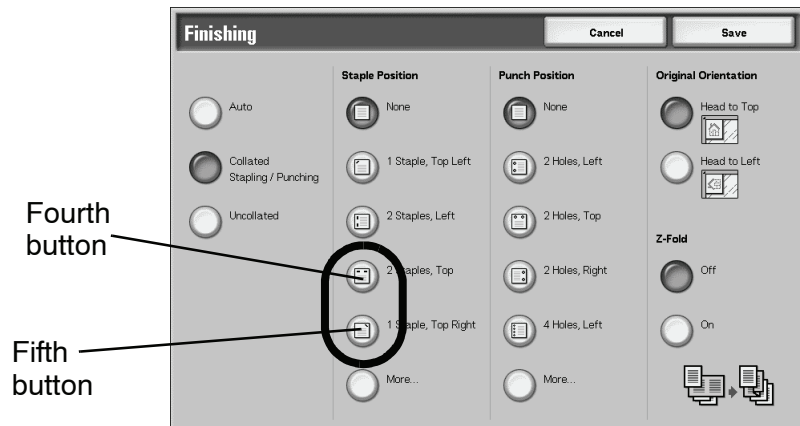 Finishing
Cancel
Save
Staple Position
Punch Position
Original Orientation
Auto
None
None
Head to Top
Collated
Stapling / Punching
1 Staple, Top Left
2 Holes, Left
Head to Left
Uncollated
2 Staples, Left
2 Holes, Top
Fourth
button
Z-Fold
2 Staples, Top
2 Holes, Right
Off
Fifth
button
1 Staple, Top Right
4 Holes, Left
On
More...
More...